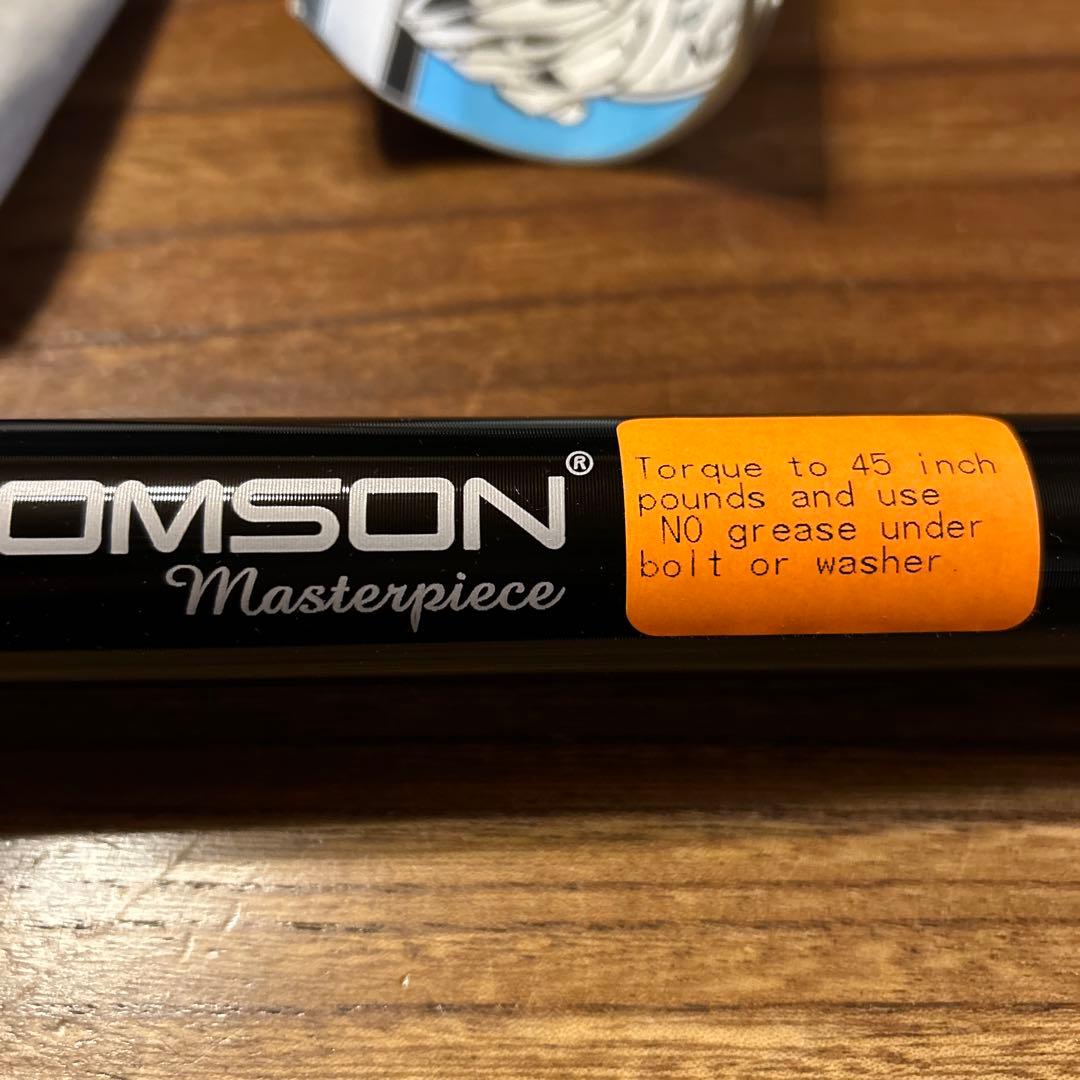 OMSON®
Masterpiece
Torque to 45 inch
pounds and use
NO grease under
bolt or washer.